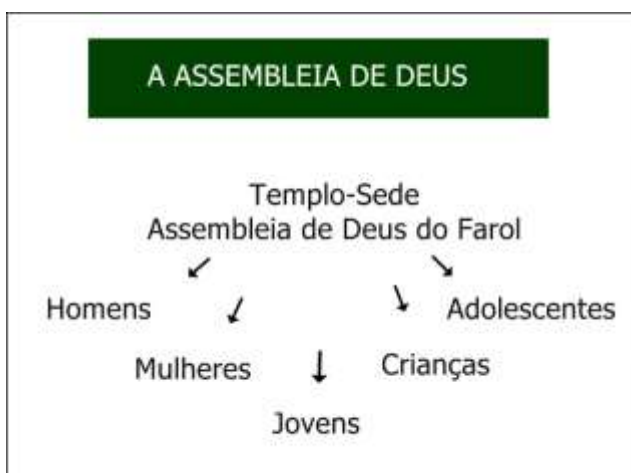 A ASSEMBLEIA DE DEUS
Templo-Sede
Assembleia de Deus do Farol
Homens
Adolescentes
Mulheres
Crianças
Jovens